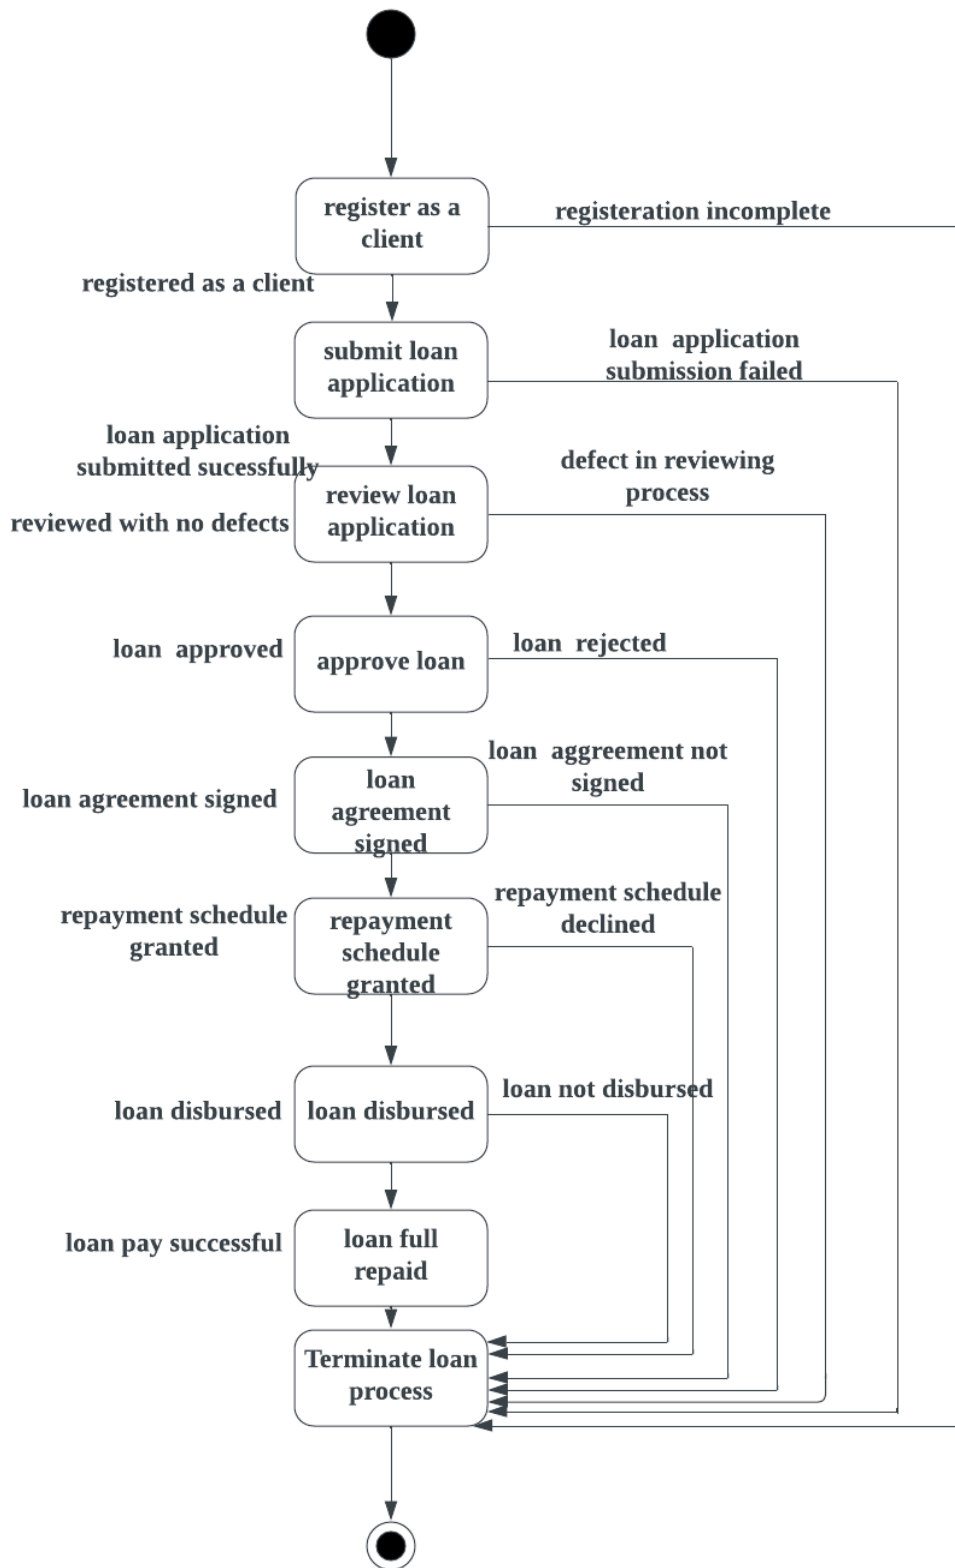 register as a
client
registeration incomplete
registered as a client
submit loan
application
loan application
submission failed
loan application
submitted sucessfully
review loan
application
defect in reviewing
process
reviewed with no defects
loan approved
approve loan
loan rejected
loan agreement signed
loan
agreement
signed
loan aggreement not
signed
repayment schedule
granted
repayment
schedule
granted
repayment schedule
declined
loan disbursed
loan disbursed
loan not disbursed
loan pay successful
loan full
repaid
Terminate loan
process